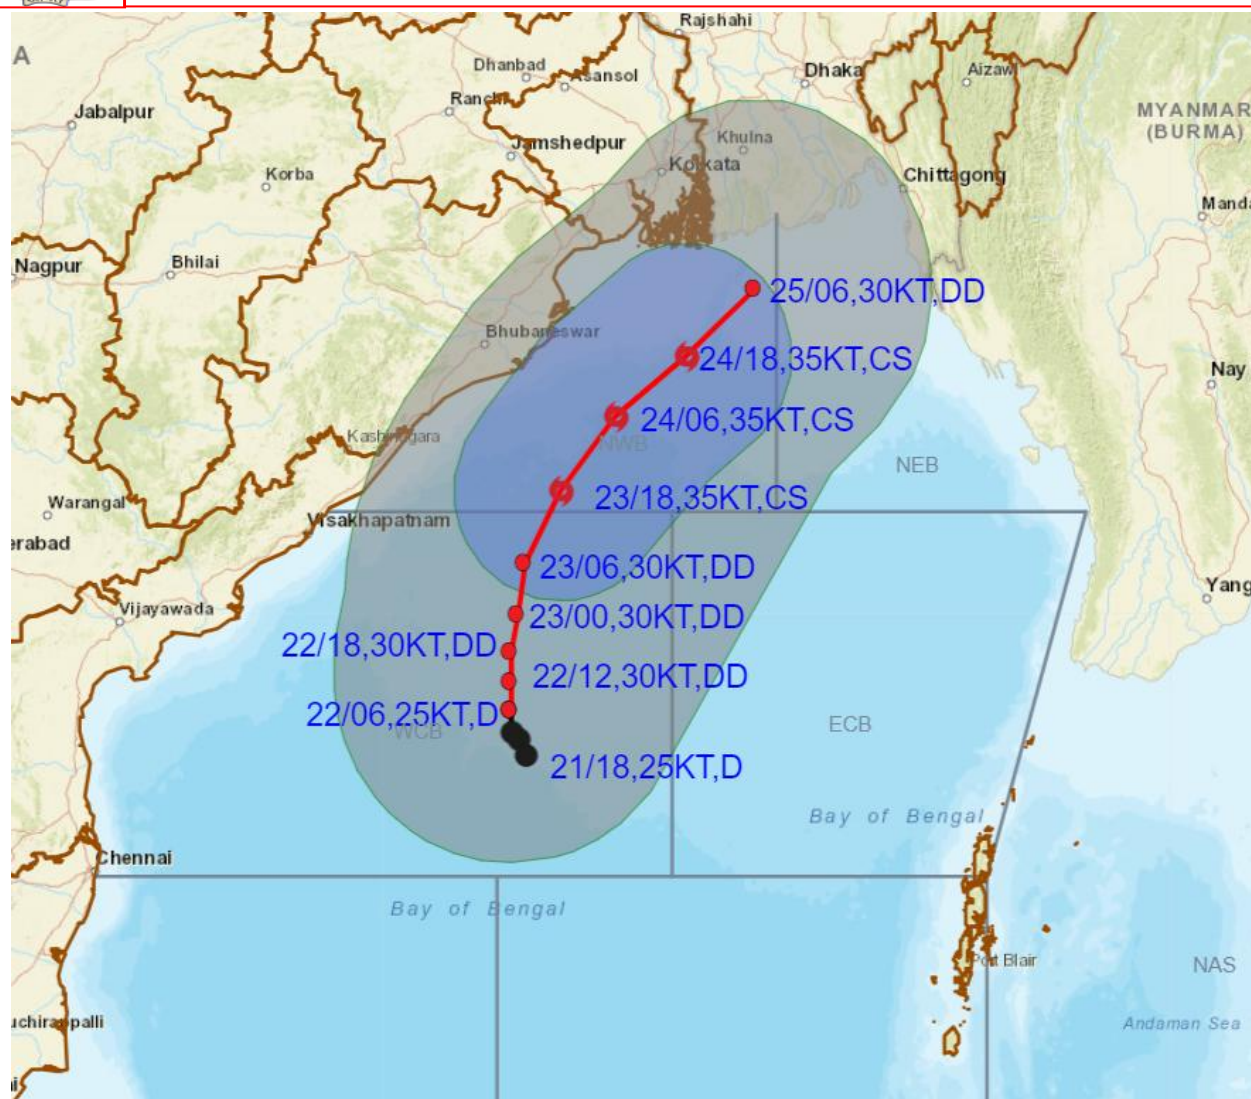 Rajshahi
A
Dhanbad
Asansol
Dhaka
Aizawl
Ranchi
Jabalpur
MYANMAR
(BURMA)
Khulna
Jamshedpur
Kolkata
Korba
Chittagong
Nagpur
Bhilai
25/06,30KT,DD
Bhubaneswar
24/18,35KT,CS
Nay
24/06,35KT,CS
NWB
NEB
23/18,35KT,CS
Warangal
Visakhapatnam
erabad
23/06,30KT,DD
Yang
Vijayawada
23/00,30KT,DD
22/18,30KT,DD
22/12,30KT,DD
22/06,25KT,D
WCB
ECB
21/18,25KT,D
Bay of Bengal
Chennai
Bay of Bengal
Port Blair
NAS
uchirappalli
Andaman Sea